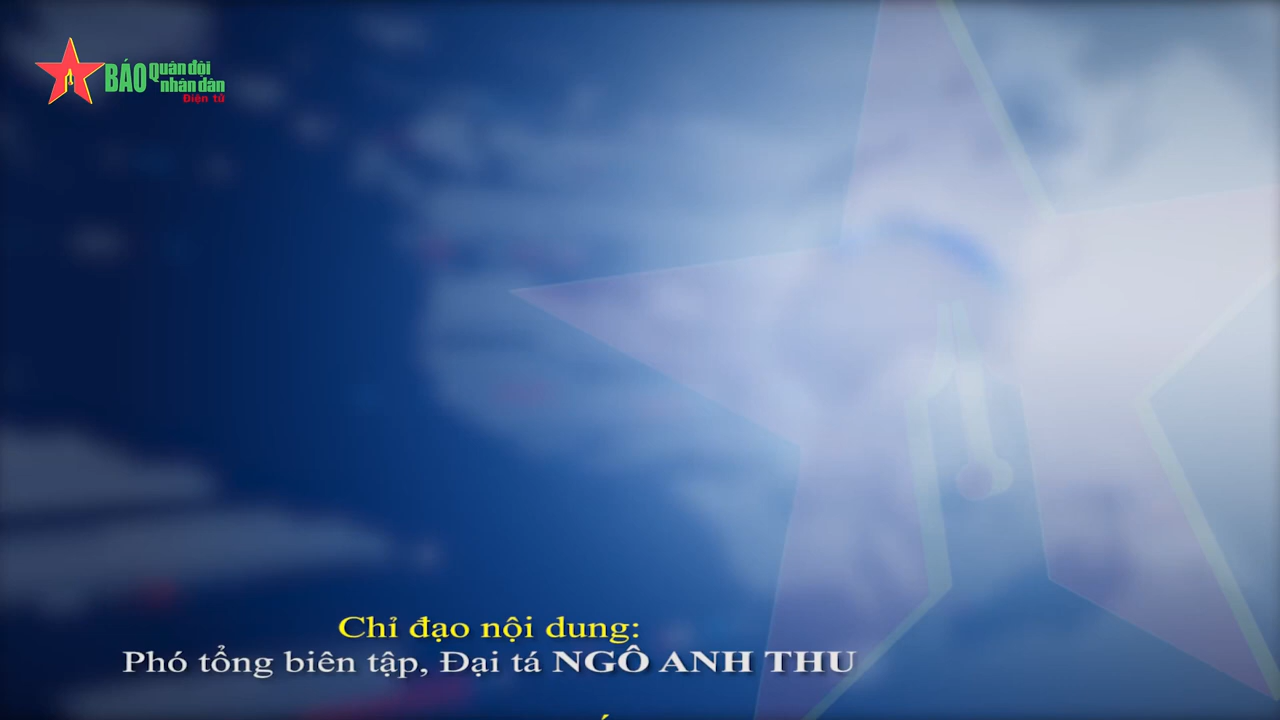 BÁO Quân đội
nhân dân
Điện tử
Chỉ đạo nội dung:
Phó tổng biên tập, Đại tá NGÔ ANH THU